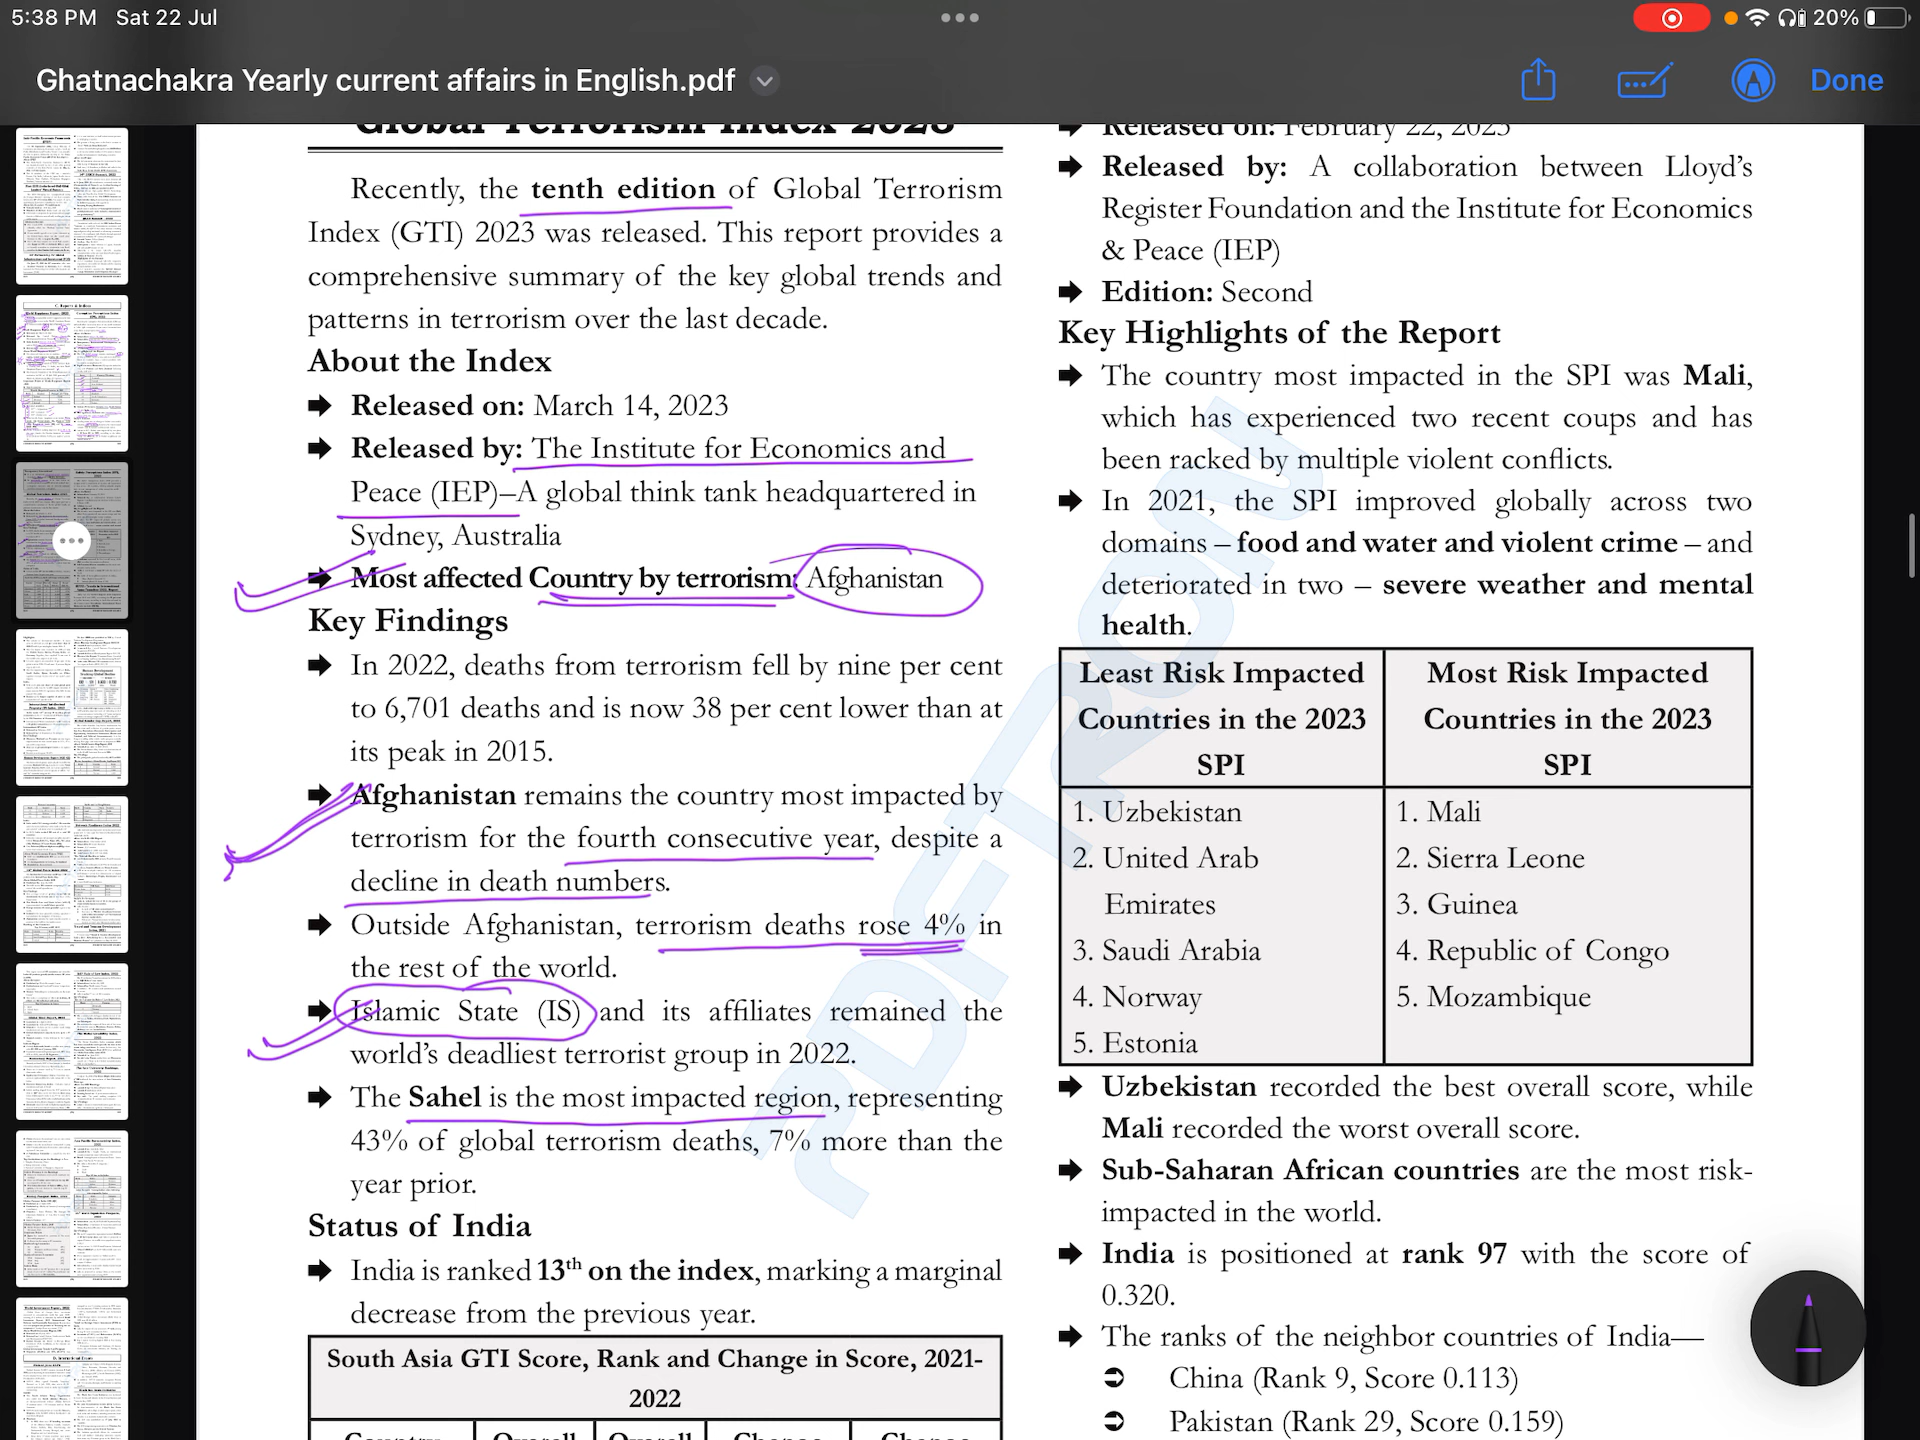 5:38 PM Sat 22 Jul
20%
Ghatnachakra Yearly current affairs in English.pdf
Done
Global Terrorism Index 2023
Recently, the tenth edition of Global Terrorism
Index (GTI) 2023 was released. This report provides a
comprehensive summary of the key global trends and
patterns in terrorism over the last decade.
About the Index
Released on: March 14, 2023
Released by: The Institute for Economics and
Peace (IEP)–A global think tank headquartered in
Sydney, Australia
Most affected Country by terrorism: Afghanistan
Key Findings
In 2022, deaths from terrorism fell by nine per cent
to 6,701 deaths and is now 38 per cent lower than at
its peak in 2015.
Afghanistan remains the country most impacted by
terrorism for the fourth consecutive year, despite a
decline in death numbers.
Outside Afghanistan, terrorism deaths rose 4% in
the rest of the world.
Islamic State (IS) and its affiliates remained the
world's deadliest terrorist group in 2022.
The Sahel is the most impacted region, representing
43% of global terrorism deaths, 7% more than the
year prior.
Status of India
India is ranked 13th on the index, marking a marginal
decrease from the previous year.
South Asia GTI Score, Rank and Change in Score, 2021-
2022
Country Overall Overall Change Change
Released on: February 22, 2023
Released by: A collaboration between Lloyd's
Register Foundation and the Institute for Economics
& Peace (IEP)
Edition: Second
Key Highlights of the Report
The country most impacted in the SPI was Mali,
which has experienced two recent coups and has
been racked by multiple violent conflicts.
In 2021, the SPI improved globally across two
domains – food and water and violent crime – and
deteriorated in two – severe weather and mental
health.
Least Risk Impacted
Countries in the 2023
SPI
Most Risk Impacted
Countries in the 2023
SPI
1. Uzbekistan
2. United Arab
Emirates
3. Saudi Arabia
4. Norway
5. Estonia
1. Mali
2. Sierra Leone
3. Guinea
4. Republic of Congo
5. Mozambique
Uzbekistan recorded the best overall score, while
Mali recorded the worst overall score.
Sub-Saharan African countries are the most risk-
impacted in the world.
India is positioned at rank 97 with the score of
0.320.
The ranks of the neighbor countries of India—
China (Rank 9, Score 0.113)
Pakistan (Rank 29, Score 0.159)
PDFTRON